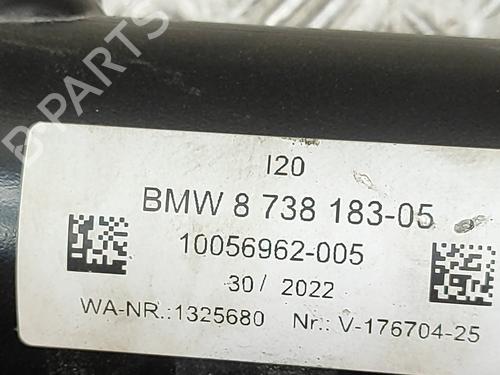 I20
BMW 8 738 183-05
10056962-005
30/ 2022
WA-NR.:1325680 Nr.: V-176704-25
B PARTS